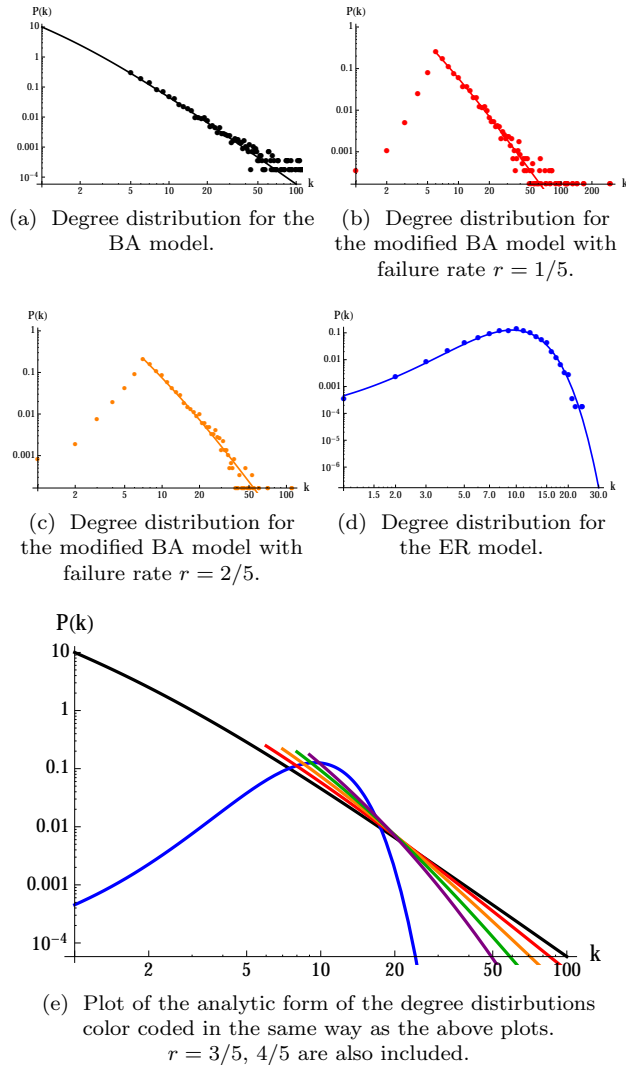 P(k)
10
1
0.1
0.01
0.001
10⁻⁴
5
10
50
100
k
(a) Degree distribution for the
BA model.
P(k)
1
0.1
0.01
0.001
2
5
10
20
50
100
200
k
(b) Degree distribution for
the modified BA model with
failure rate r = 1/5.
P(k)
1
0.1
0.01
0.001
2
5
10
20
50
100
k
(c) Degree distribution for
the modified BA model with
failure rate r = 2/5.
P(k)
0.1
0.01
0.001
10⁻⁴
10⁻⁵
10⁻⁶
1.5
2.0
3.0
5.0
7.0
10.0
15.0
20.0
30.0
k
(d) Degree distribution for
the ER model.
P(k)
10
1
0.1
0.01
0.001
10⁻⁴
2
5
10
20
50
100
k
(e) Plot of the analytic form of the degree distirbutions
color coded in the same way as the above plots.
r = 3/5, 4/5 are also included.